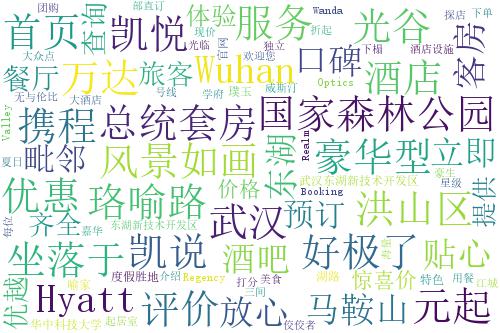 团购
部查订
Wanda
探店
下单
首页
查询
凯悦
体验
服务
光谷
现价
折起
大众点
光临
官网
独立
下榻
酒店设施
餐厅
万达
旅客
Wuhan
欢迎您
口碑
酒店
客房
无与伦比
大酒店
号线
学府
璞玉
威斯汀
Optics
携程
总统套房
国家森林公园
Valley
毗邻
风景如画
东湖
Realm
豪华型
立即
夏日
优惠
珞喻路
价格
武汉东湖新技术开发区
豪生
星级
提供
Booking
每位
齐全
东湖新技术开发区
嘉华
武汉
预订
洪山区
坐落于
凯说
酒吧
好极了
贴心
优越
度假胜地
介绍
打分
美食
湖路
惊喜价
特色
用餐
江城
Hyatt
喻家
Regency
三间
评价
放心
马鞍山
元起
华中科技大学
起居室
佼佼者